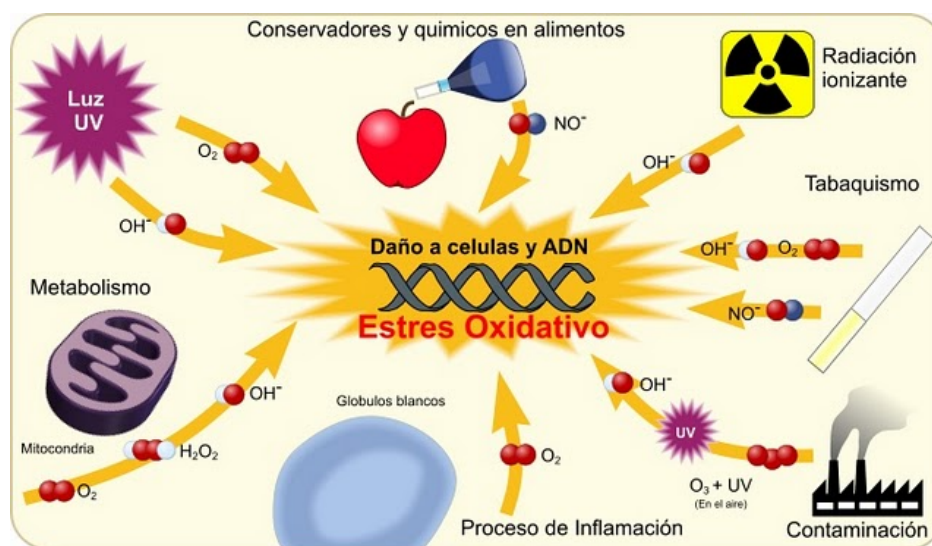 Conservadores y quimicos en alimentos
Luz
UV
O₂
OH⁻
NO⁻
Radiación
ionizante
OH⁻
Tabaquismo
OH⁻
O₂
NO⁻
Daño a celulas y ADN
Estres Oxidativo
Metabolismo
Mitocondria
O₂
H₂O₂
OH⁻
Globulos blancos
O₂
Proceso de Inflamación
OH⁻
UV
O₃ + UV
(En el aire)
Contaminación